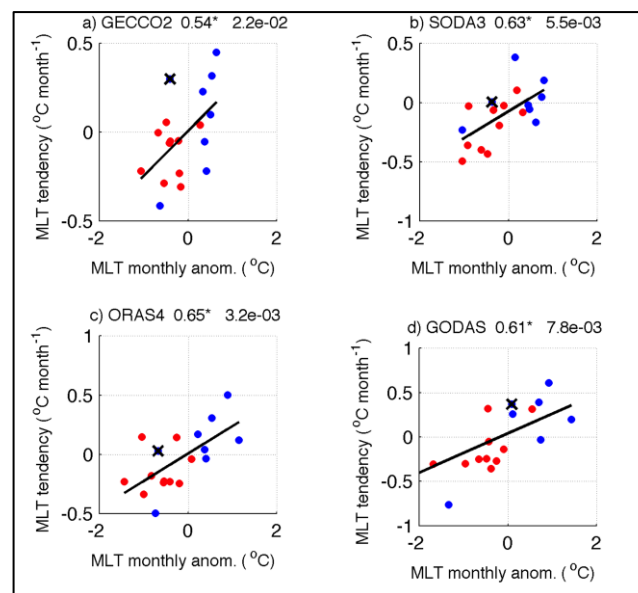 a) GECCO2 0.54* 2.2e-02
0.5
0
-0.5
-2 0 2
MLT tendency (°C month⁻¹)
MLT monthly anom. (°C)
b) SODA3 0.63* 5.5e-03
0.5
0
-0.5
-1
-2 0 2
MLT tendency (°C month⁻¹)
MLT monthly anom. (°C)
c) ORAS4 0.65* 3.2e-03
1
0.5
0
-0.5
-2 0 2
MLT tendency (°C month⁻¹)
MLT monthly anom. (°C)
d) GODAS 0.61* 7.8e-03
1
0.5
0
-0.5
-1
-2 0 2
MLT tendency (°C month⁻¹)
MLT monthly anom. (°C)